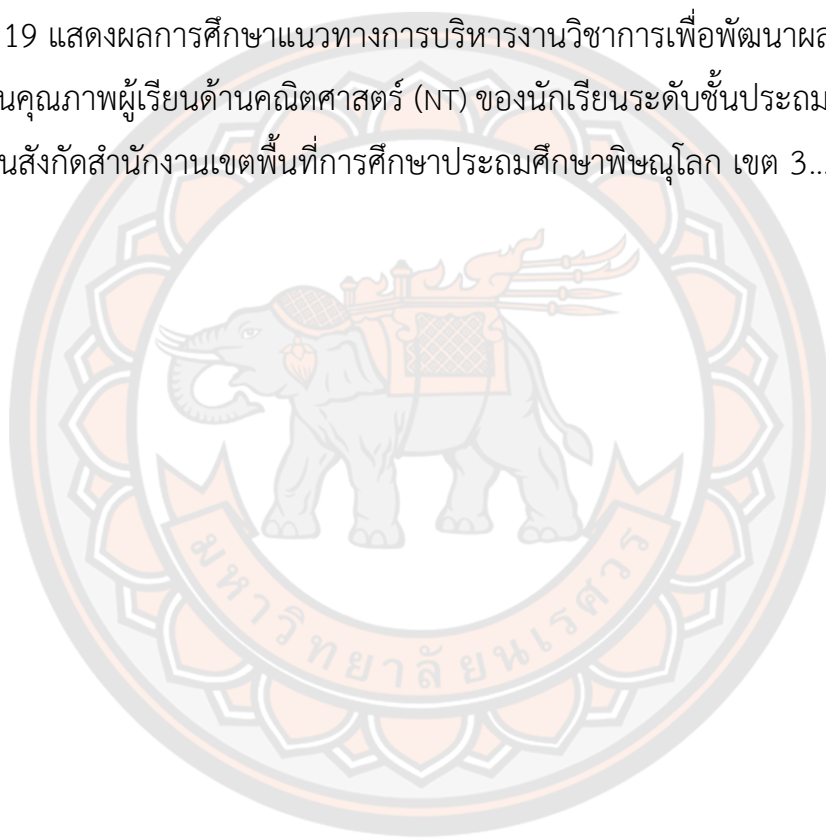 19 แสดงผลการศึกษาแนวทางการบริหารงานวิชาการเพื่อพัฒนาผล
นคุณภาพผู้เรียนด้านคณิตศาสตร์ (NT) ของนักเรียนระดับชั้นประถม
นสังกัดสำนักงานเขตพื้นที่การศึกษาประถมศึกษาพิษณุโลก เขต 3...
มหาวิทยาลัยนเรศวร